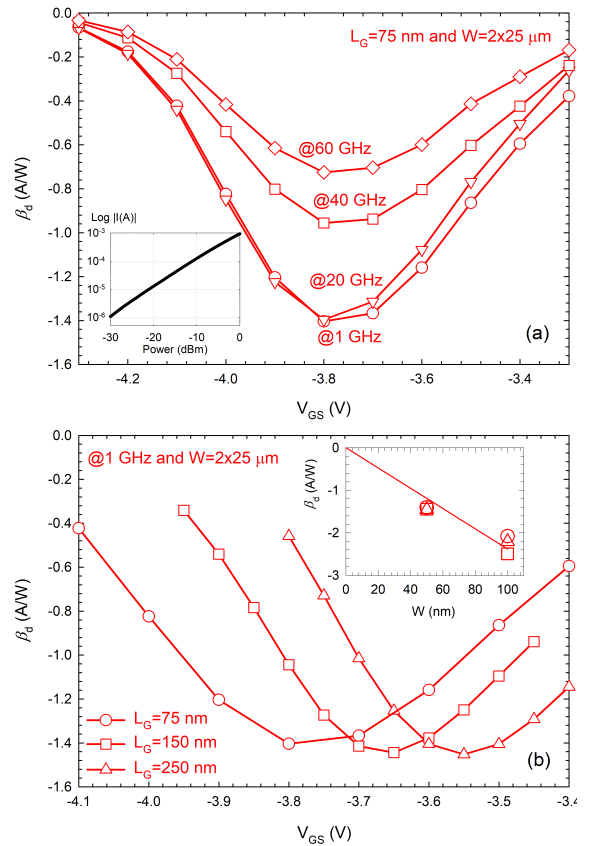 0.0
-0.2
-0.4
-0.6
-0.8
-1.0
-1.2
-1.4
-1.6
β_d (A/W)
L_G=75 nm and W=2x25 μm
@60 GHz
@40 GHz
@20 GHz
@1 GHz
Log |I(A)|
10^-3
10^-4
10^-5
10^-6
-30 -20 -10 0
Power (dBm)
(a)
-4.2 -4.0 -3.8 -3.6 -3.4
V_GS (V)
0.0
-0.2
-0.4
-0.6
-0.8
-1.0
-1.2
-1.4
-1.6
β_d (A/W)
@1 GHz and W=2x25 μm
0
-1
-2
-3
β_d (A/W)
0 20 40 60 80 100
W (nm)
L_G=75 nm
L_G=150 nm
L_G=250 nm
(b)
-4.1 -4.0 -3.9 -3.8 -3.7 -3.6 -3.5 -3.4
V_GS (V)